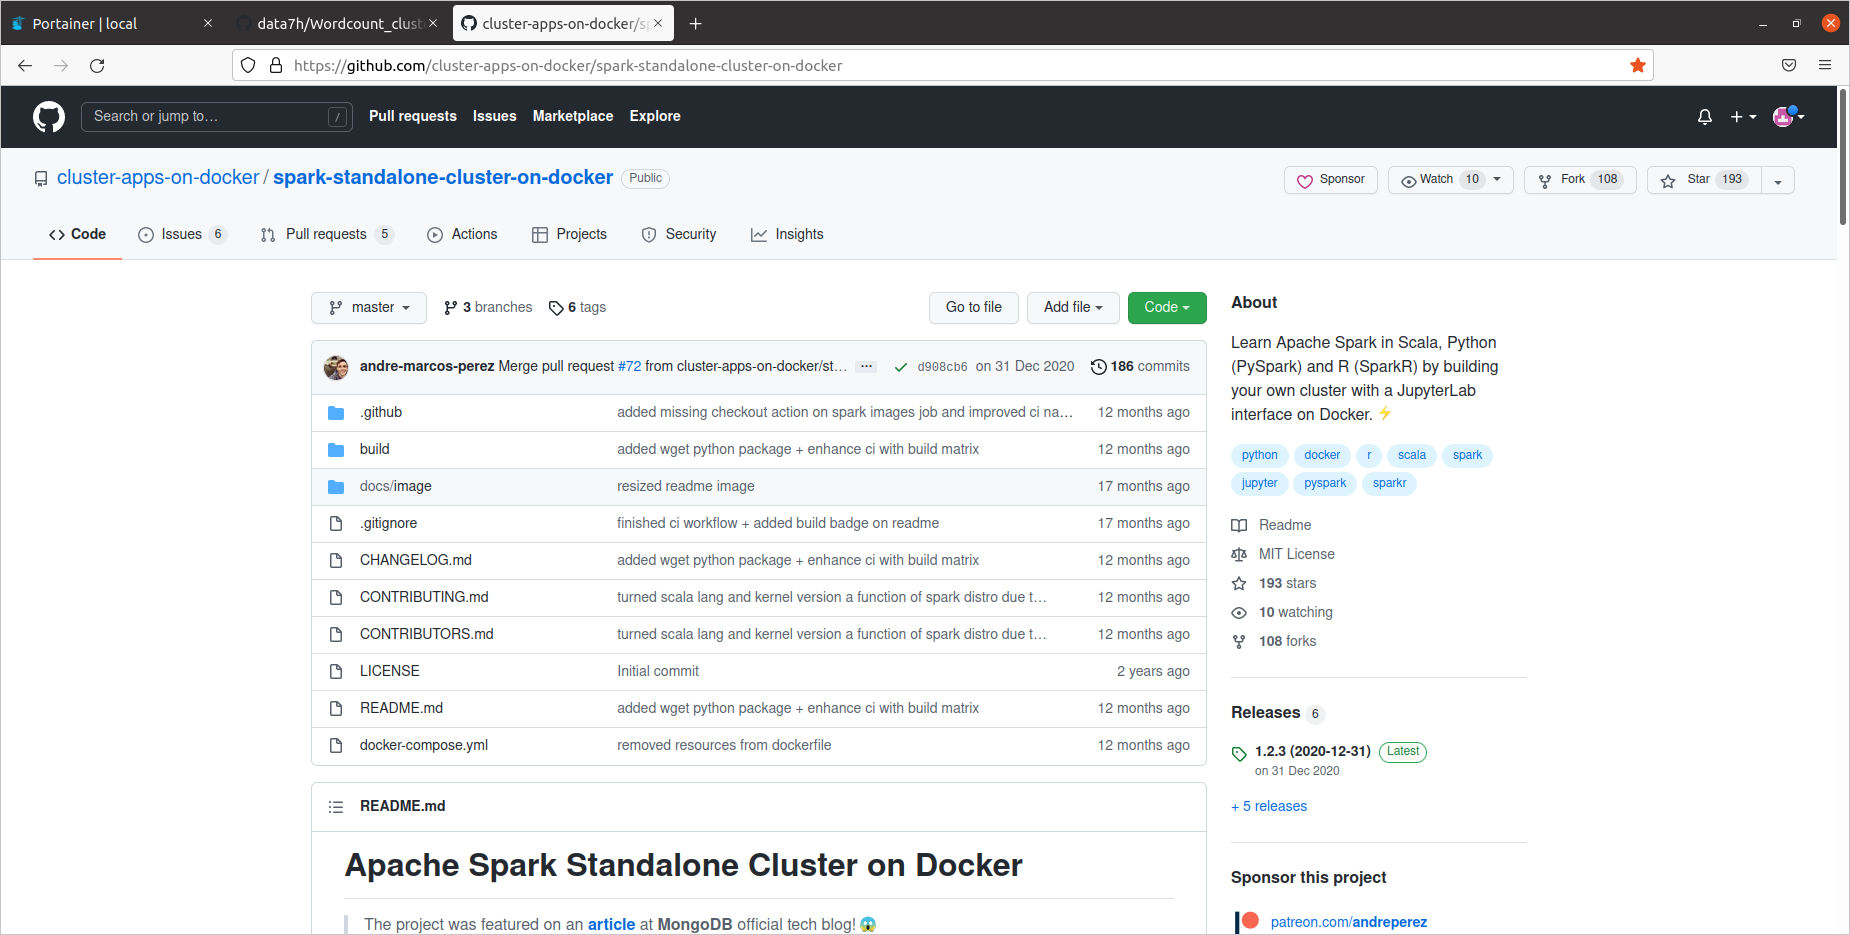 Portainer | local
data7h/Wordcount_clust
cluster-apps-on-docker/sp
https://github.com/cluster-apps-on-docker/spark-standalone-cluster-on-docker
Search or jump to…
/
Pull requests
Issues
Marketplace
Explore
cluster-apps-on-docker / spark-standalone-cluster-on-docker
Public
Sponsor
Watch 10
Fork 108
Star 193
Code
Issues 6
Pull requests 5
Actions
Projects
Security
Insights
master
3 branches
6 tags
Go to file
Add file
Code
andre-marcos-perez Merge pull request #72 from cluster-apps-on-docker/st… ... d908cb6 on 31 Dec 2020 186 commits
.github added missing checkout action on spark images job and improved ci na… 12 months ago
build added wget python package + enhance ci with build matrix 12 months ago
docs/image resized readme image 17 months ago
.gitignore finished ci workflow + added build badge on readme 17 months ago
CHANGELOG.md added wget python package + enhance ci with build matrix 12 months ago
CONTRIBUTING.md turned scala lang and kernel version a function of spark distro due t… 12 months ago
CONTRIBUTORS.md turned scala lang and kernel version a function of spark distro due t… 12 months ago
LICENSE Initial commit 2 years ago
README.md added wget python package + enhance ci with build matrix 12 months ago
docker-compose.yml removed resources from dockerfile 12 months ago
README.md
Apache Spark Standalone Cluster on Docker
The project was featured on an article at MongoDB official tech blog! 😱
About
Learn Apache Spark in Scala, Python
(PySpark) and R (SparkR) by building
your own cluster with a JupyterLab
interface on Docker. ⚡
python docker r scala spark
jupyter pyspark sparkr
Readme
MIT License
193 stars
10 watching
108 forks
Releases 6
1.2.3 (2020-12-31) Latest
on 31 Dec 2020
+ 5 releases
Sponsor this project
patreon.com/andreperez